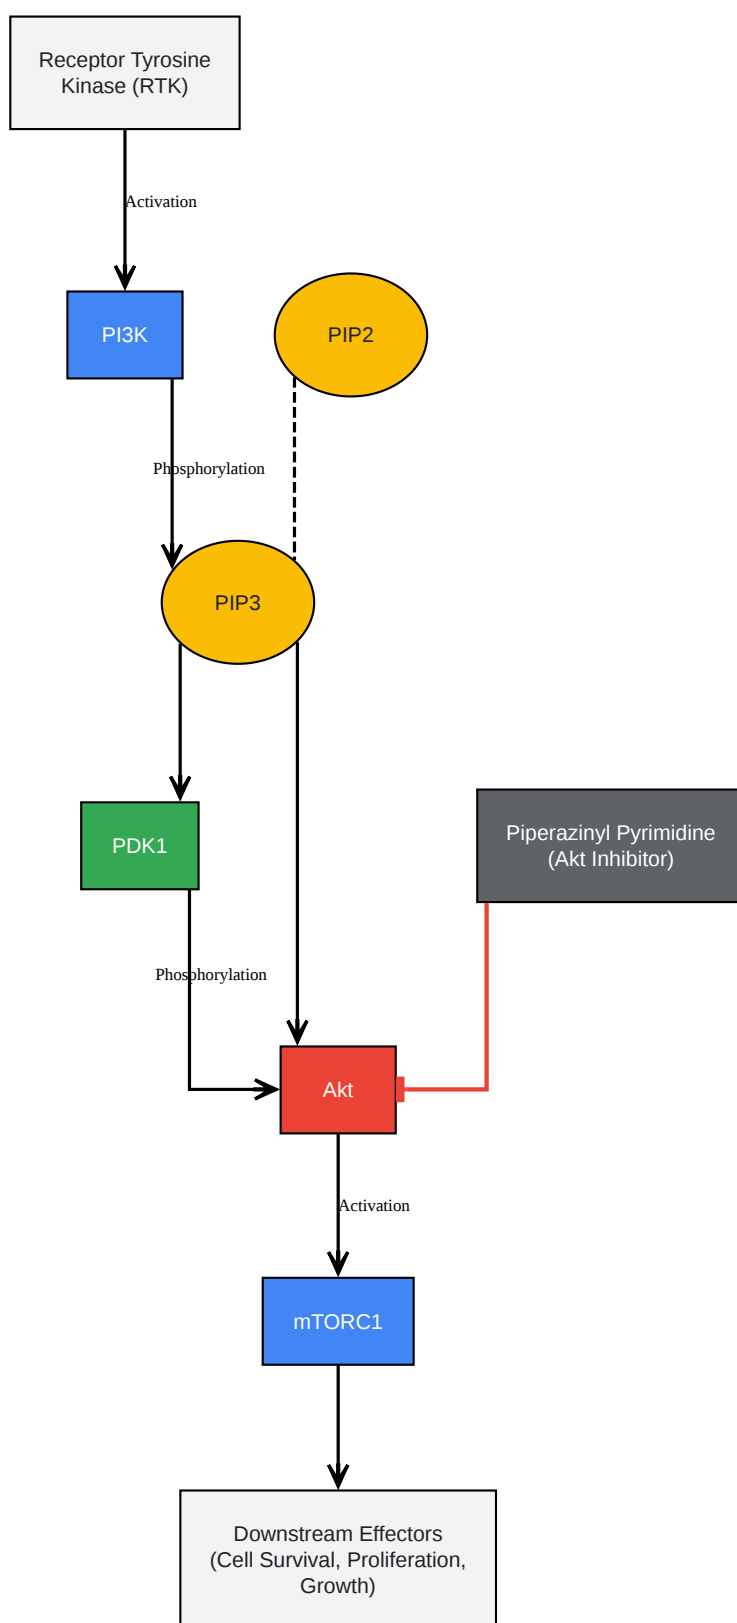 Receptor Tyrosine
Kinase (RTK)
Activation
PI3K
PIP2
Phosphorylation
PIP3
PDK1
Piperazinyl Pyrimidine
(Akt Inhibitor)
Phosphorylation
Akt
Activation
mTORC1
Downstream Effectors
(Cell Survival, Proliferation,
Growth)